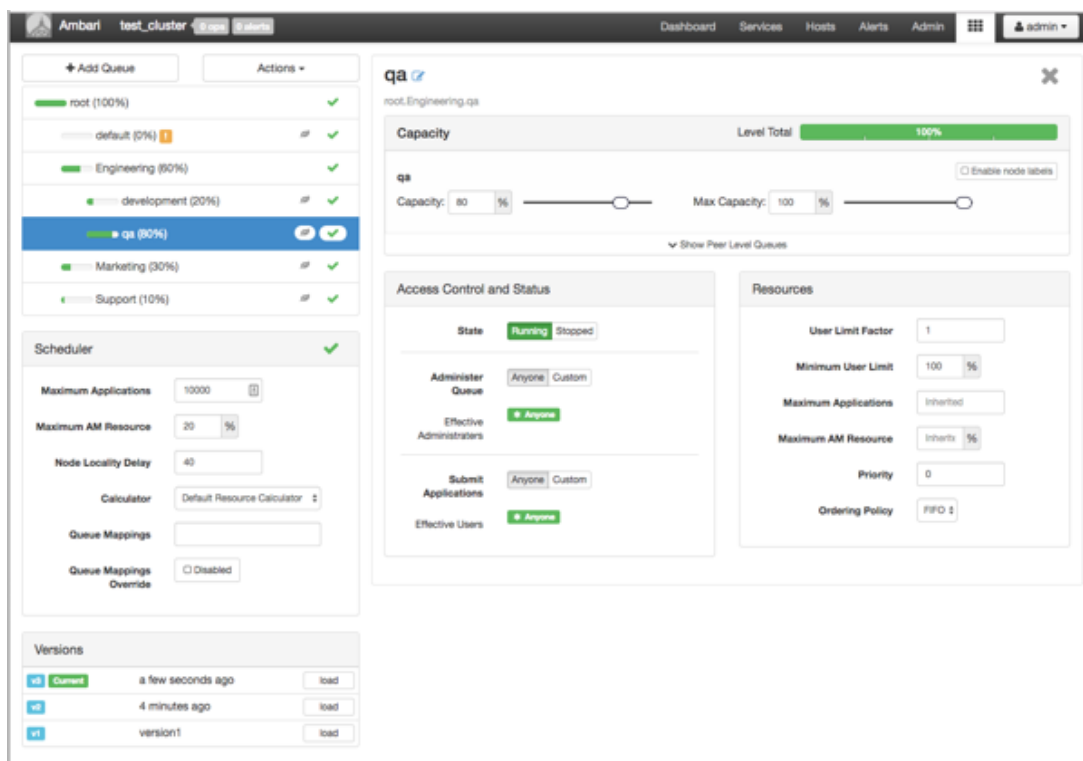 Ambari test_cluster 0 ops 0 alerts Dashboard Services Hosts Alerts Admin admin
+ Add Queue Actions
root (100%)
default (0%)
Engineering (60%)
development (20%)
qa (80%)
Marketing (30%)
Support (10%)
Scheduler
Maximum Applications 10000
Maximum AM Resource 20 %
Node Locality Delay 40
Calculator Default Resource Calculator
Queue Mappings
Queue Mappings
Override Disabled
Versions
v3 Current a few seconds ago load
v2 4 minutes ago load
v1 version1 load
qa
root.Engineering.qa
Capacity Level Total 100%
qa Enable node labels
Capacity: 80 % Max Capacity: 100 %
Show Peer Level Queues
Access Control and Status
State Running Stopped
Administer
Queue Anyone Custom
Effective
Administraters Anyone
Submit
Applications Anyone Custom
Effective Users Anyone
Resources
User Limit Factor 1
Minimum User Limit 100 %
Maximum Applications Inherited
Maximum AM Resource Inherite %
Priority 0
Ordering Policy FIFO